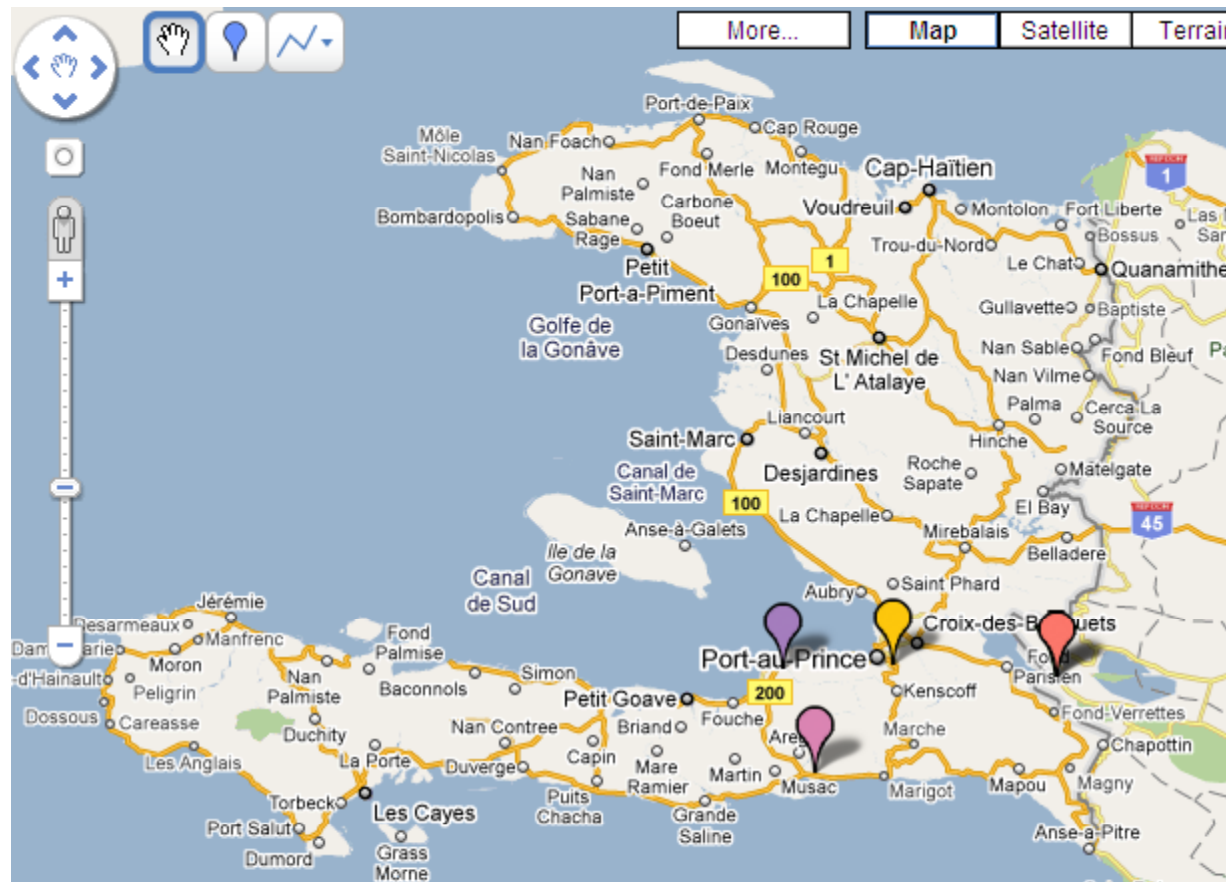 More...
Map
Satellite
Terrain
Port-de-Paix
Cap Rouge
Môle
Saint-Nicolas
Nan Foach
Fond Merle
Montegu
Cap-Haïtien
1
Nan
Palmiste
Carbone
Boeut
Voudreuil
Montolon
Fort Liberte
Bombardopolis
Sabane
Rage
Trou-du-Nord
Bossus
Petit
Port-a-Piment
1
100
Le Chat
Quanamithe
La Chapelle
Gullavette
Baptiste
Golfe de
la Gonâve
Gonaïves
Desdunes
St Michel de
L' Atalaye
Nan Sable
Fond Bleuf
Nan Vilme
Palma
Cerca La
Source
Liancourt
Saint-Marc
Hinche
Canal de
Saint-Marc
Desjardines
Roche
Sapate
Matelgate
100
El Bay
45
Anse-à-Galets
La Chapelle
Mirebalais
Belladere
Ile de la
Gonave
Canal
de Sud
Aubry
Saint Phard
Jérémie
Desarmeaux
Manfrenc
Fond
Palmise
Moron
Port-au-Prince
Parisien
-d'Hainault
Peligrin
Nan
Palmiste
Baconnols
Simon
Petit Goave
200
Kenscoff
Dossous
Careasse
Duchity
Nan Contree
Briand
Fouche
Fond-Verrettes
Marche
Les Anglais
La Porte
Duverge
Capin
Mare
Ramier
Martin
Musac
Marigot
Mapou
Magny
Chapottin
Torbeck
Les Cayes
Puits
Chacha
Grande
Saline
Port Salut
Dumord
Grass
Morne
Anse-a-Pitre